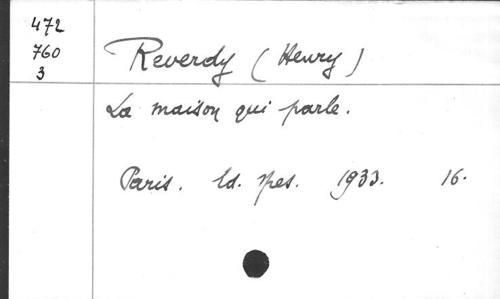 472
760
3
Reverdy (Henry)
La maison qui parle.
Paris. Ed. Spes. 1933. 16.